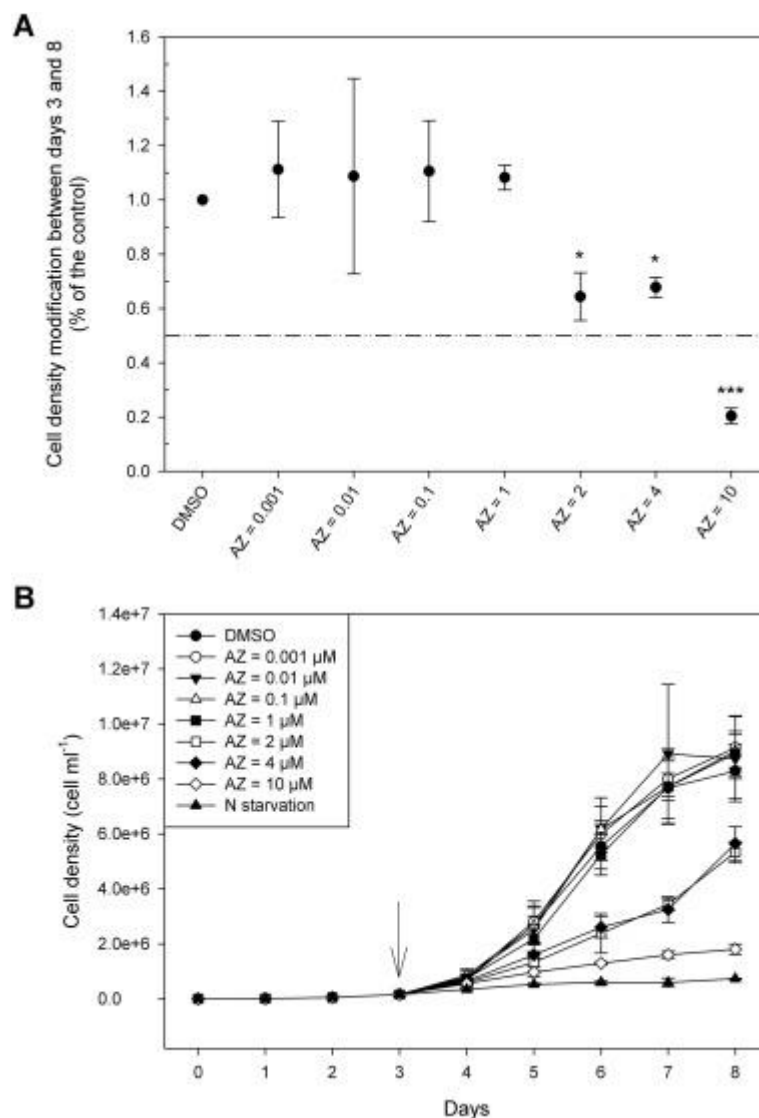 A
Cell density modification between days 3 and 8
(% of the control)
1.6
1.4
1.2
1.0
0.8
0.6
0.4
0.2
0.0
*
*
***
DMSO
AZ = 0.001
AZ = 0.01
AZ = 0.1
AZ = 1
AZ = 2
AZ = 4
AZ = 10
B
Cell density (cell ml⁻¹)
1.4e+7
1.2e+7
1.0e+7
8.0e+6
6.0e+6
4.0e+6
2.0e+6
0.0
DMSO
AZ = 0.001 µM
AZ = 0.01 µM
AZ = 0.1 µM
AZ = 1 µM
AZ = 2 µM
AZ = 4 µM
AZ = 10 µM
N starvation
0 1 2 3 4 5 6 7 8
Days